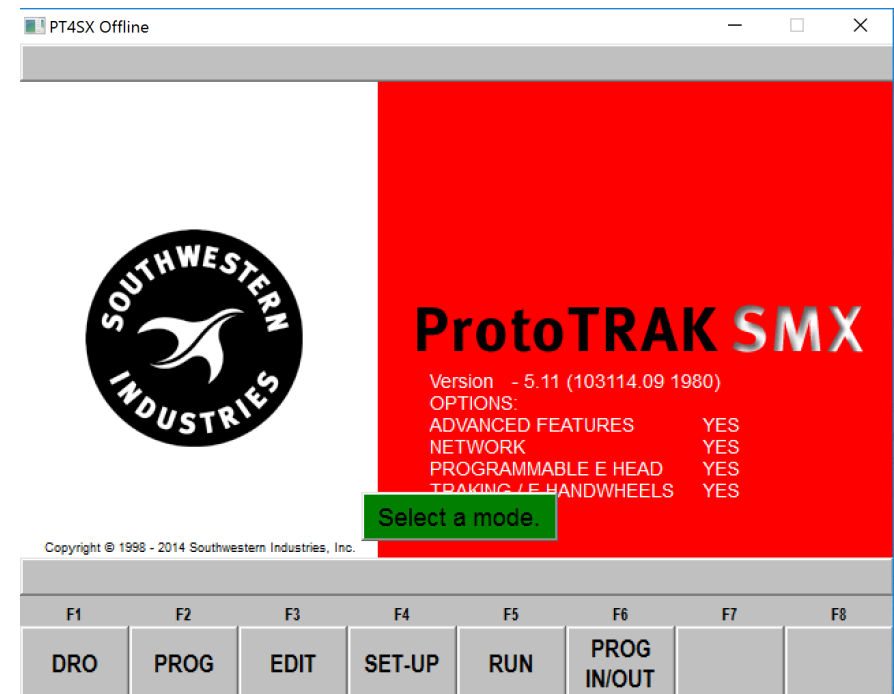 PT4SX Offline
SOUTHWESTERN
INDUSTRIES
ProtoTRAK SMX
Version - 5.11 (103114.09 1980)
OPTIONS:
ADVANCED FEATURES YES
NETWORK YES
PROGRAMMABLE E HEAD YES
TRAKING / E HANDWHEELS YES
Select a mode.
Copyright © 1998 - 2014 Southwestern Industries, Inc.
F1 F2 F3 F4 F5 F6 F7 F8
DRO PROG EDIT SET-UP RUN PROG IN/OUT